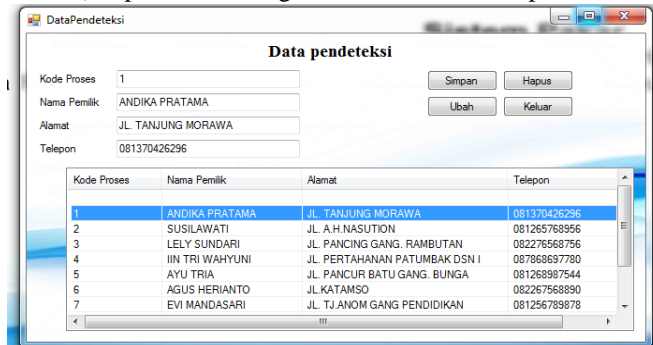 DataPendeteksi
Data pendeteksi
Kode Proses 1 Simpan Hapus
Nama Pemilik ANDIKA PRATAMA Ubah Keluar
Alamat JL. TANJUNG MORAWA
Telepon 081370426296
Kode Proses Nama Pemilik Alamat Telepon
1 ANDIKA PRATAMA JL. TANJUNG MORAWA 081370426296
2 SUSILAWATI JL. A.H.NASUTION 081265768956
3 LELY SUNDARI JL. PANCING GANG. RAMBUTAN 082276568756
4 IIN TRI WAHYUNI JL. PERTAHANAN PATUMBAK DSN I 087868697780
5 AYU TRIA JL. PANCUR BATU GANG. BUNGA 081268987544
6 AGUS HERIANTO JL.KATAMSO 082267568890
7 EVI MANDASARI JL. TJ.ANOM GANG PENDIDIKAN 081256789878